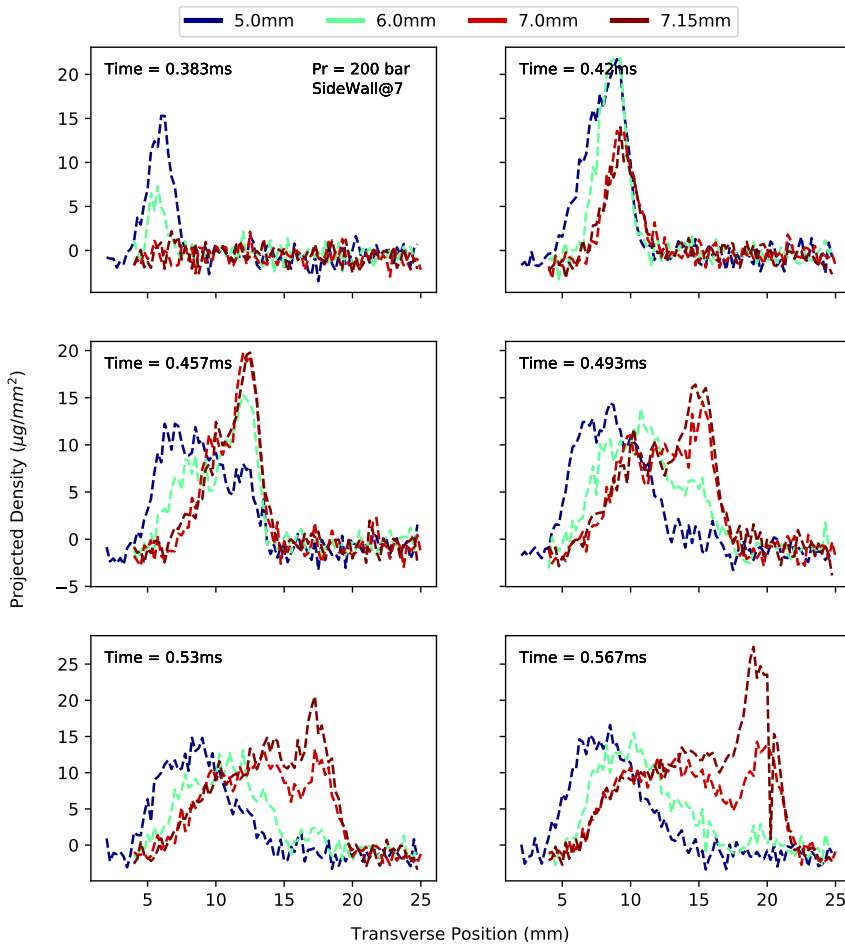 5.0mm 6.0mm 7.0mm 7.15mm
Time = 0.383ms
Pr = 200 bar
SideWall@7
Time = 0.42ms
20
15
10
5
0
Time = 0.457ms
Time = 0.493ms
20
15
10
5
0
−5
Projected Density (μg/mm²)
Time = 0.53ms
Time = 0.567ms
25
20
15
10
5
0
5 10 15 20 25
5 10 15 20 25
Transverse Position (mm)